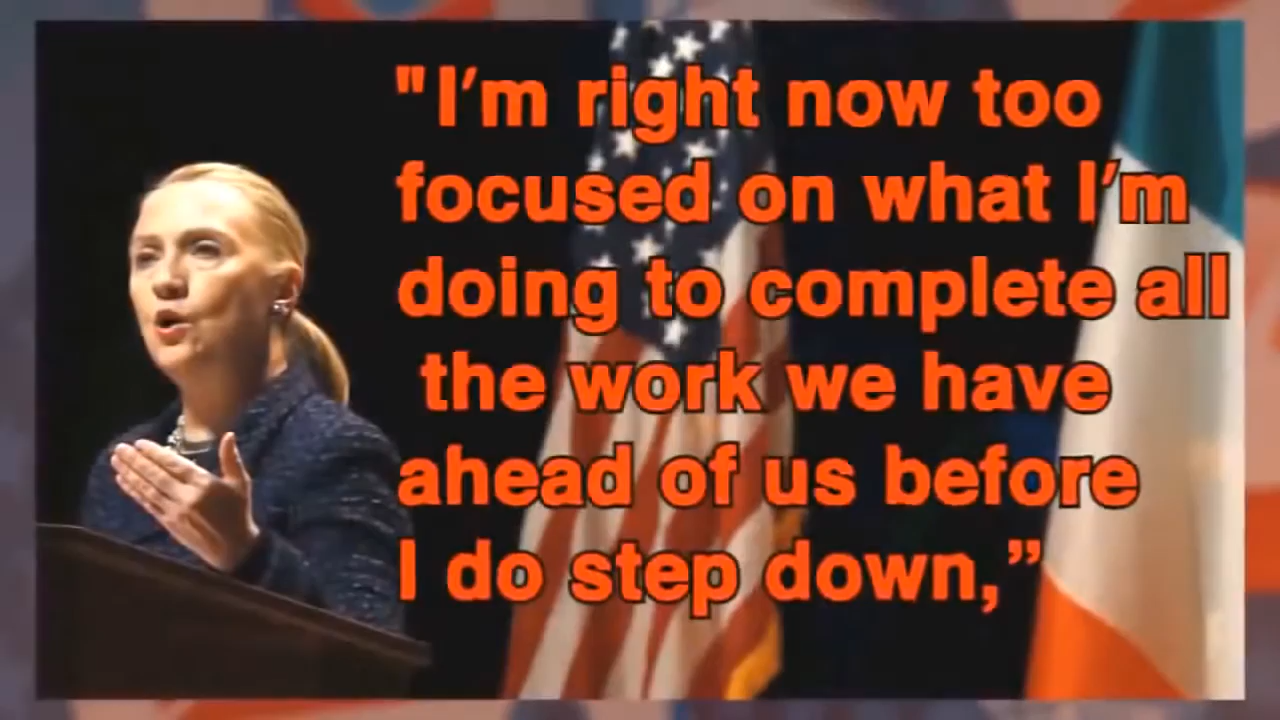 "I'm right now too
focused on what I'm
doing to complete all
the work we have
ahead of us before
I do step down,”